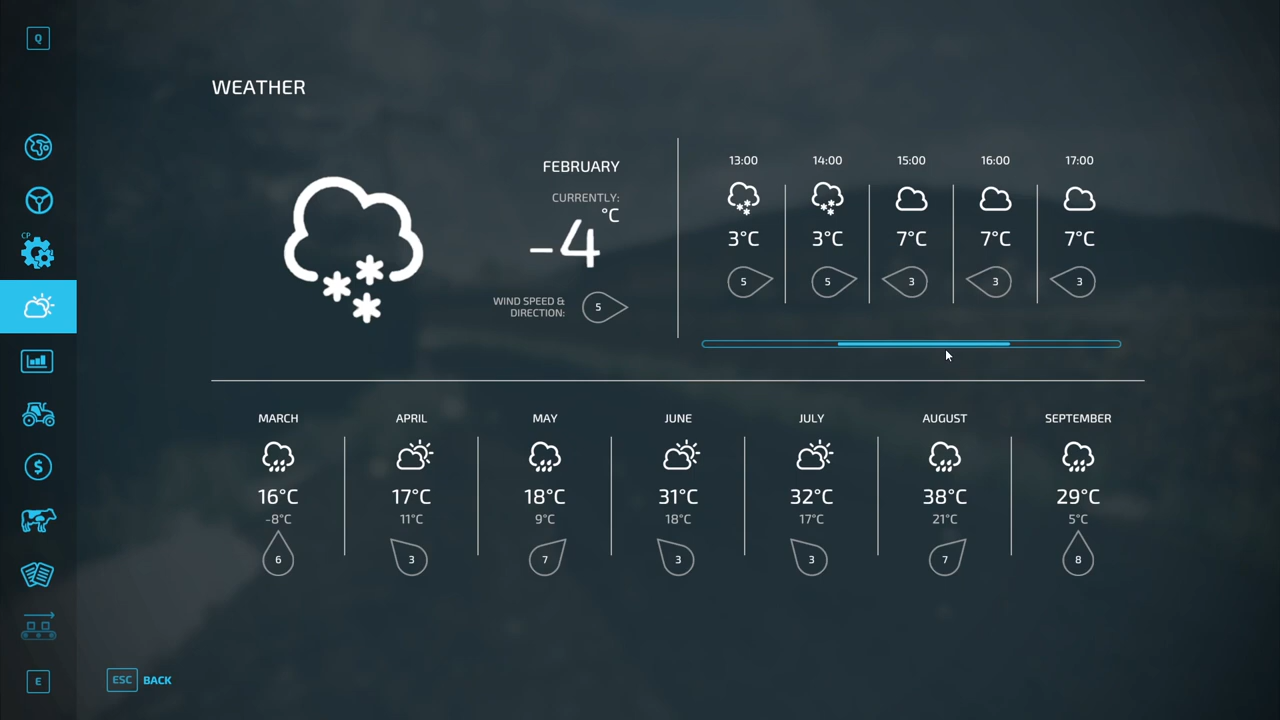 Q
WEATHER
FEBRUARY
CURRENTLY:
-4 °C
WIND SPEED &
DIRECTION:
5
13:00 14:00 15:00 16:00 17:00
3°C 3°C 7°C 7°C 7°C
5 5 3 3 3
CP
MARCH APRIL MAY JUNE JULY AUGUST SEPTEMBER
16°C 17°C 18°C 31°C 32°C 38°C 29°C
-8°C 11°C 9°C 18°C 17°C 21°C 5°C
6 3 7 3 3 7 8
E
ESC BACK